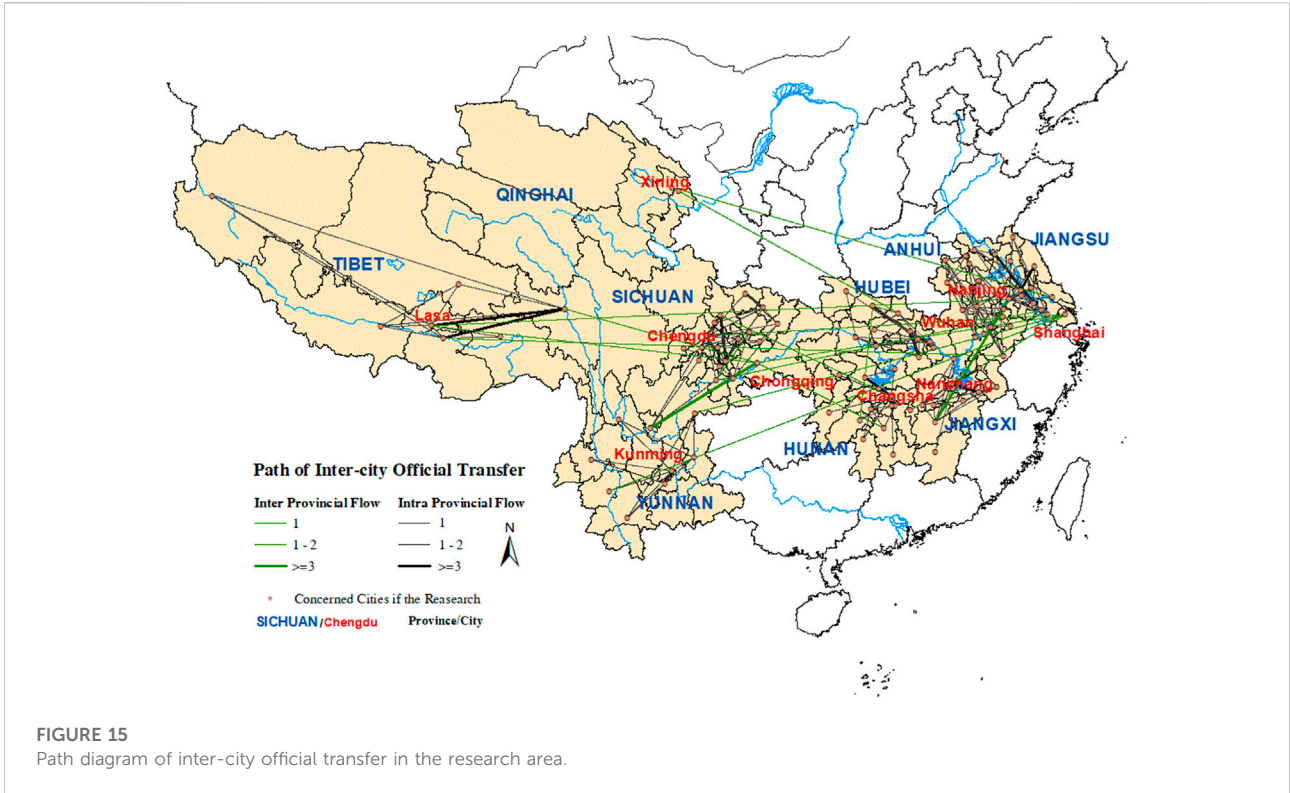 Xining
QINGHAI
JIANGSU
ANHUI
TIBET
HUBEI
Nanjing
SICHUAN
Lasa
Wuhan
Shanghai
Chengdu
Chongqing
Nanchang
Changsha
JIANGXI
HUNAN
Kunming
YUNNAN
Path of Inter-city Official Transfer
Inter Provincial Flow Intra Provincial Flow
N
1 1
1 - 2 1 - 2
>=3 >=3
Concerned Cities if the Reasearch
SICHUAN/Chengdu Province/City
FIGURE 15
Path diagram of inter-city official transfer in the research area.